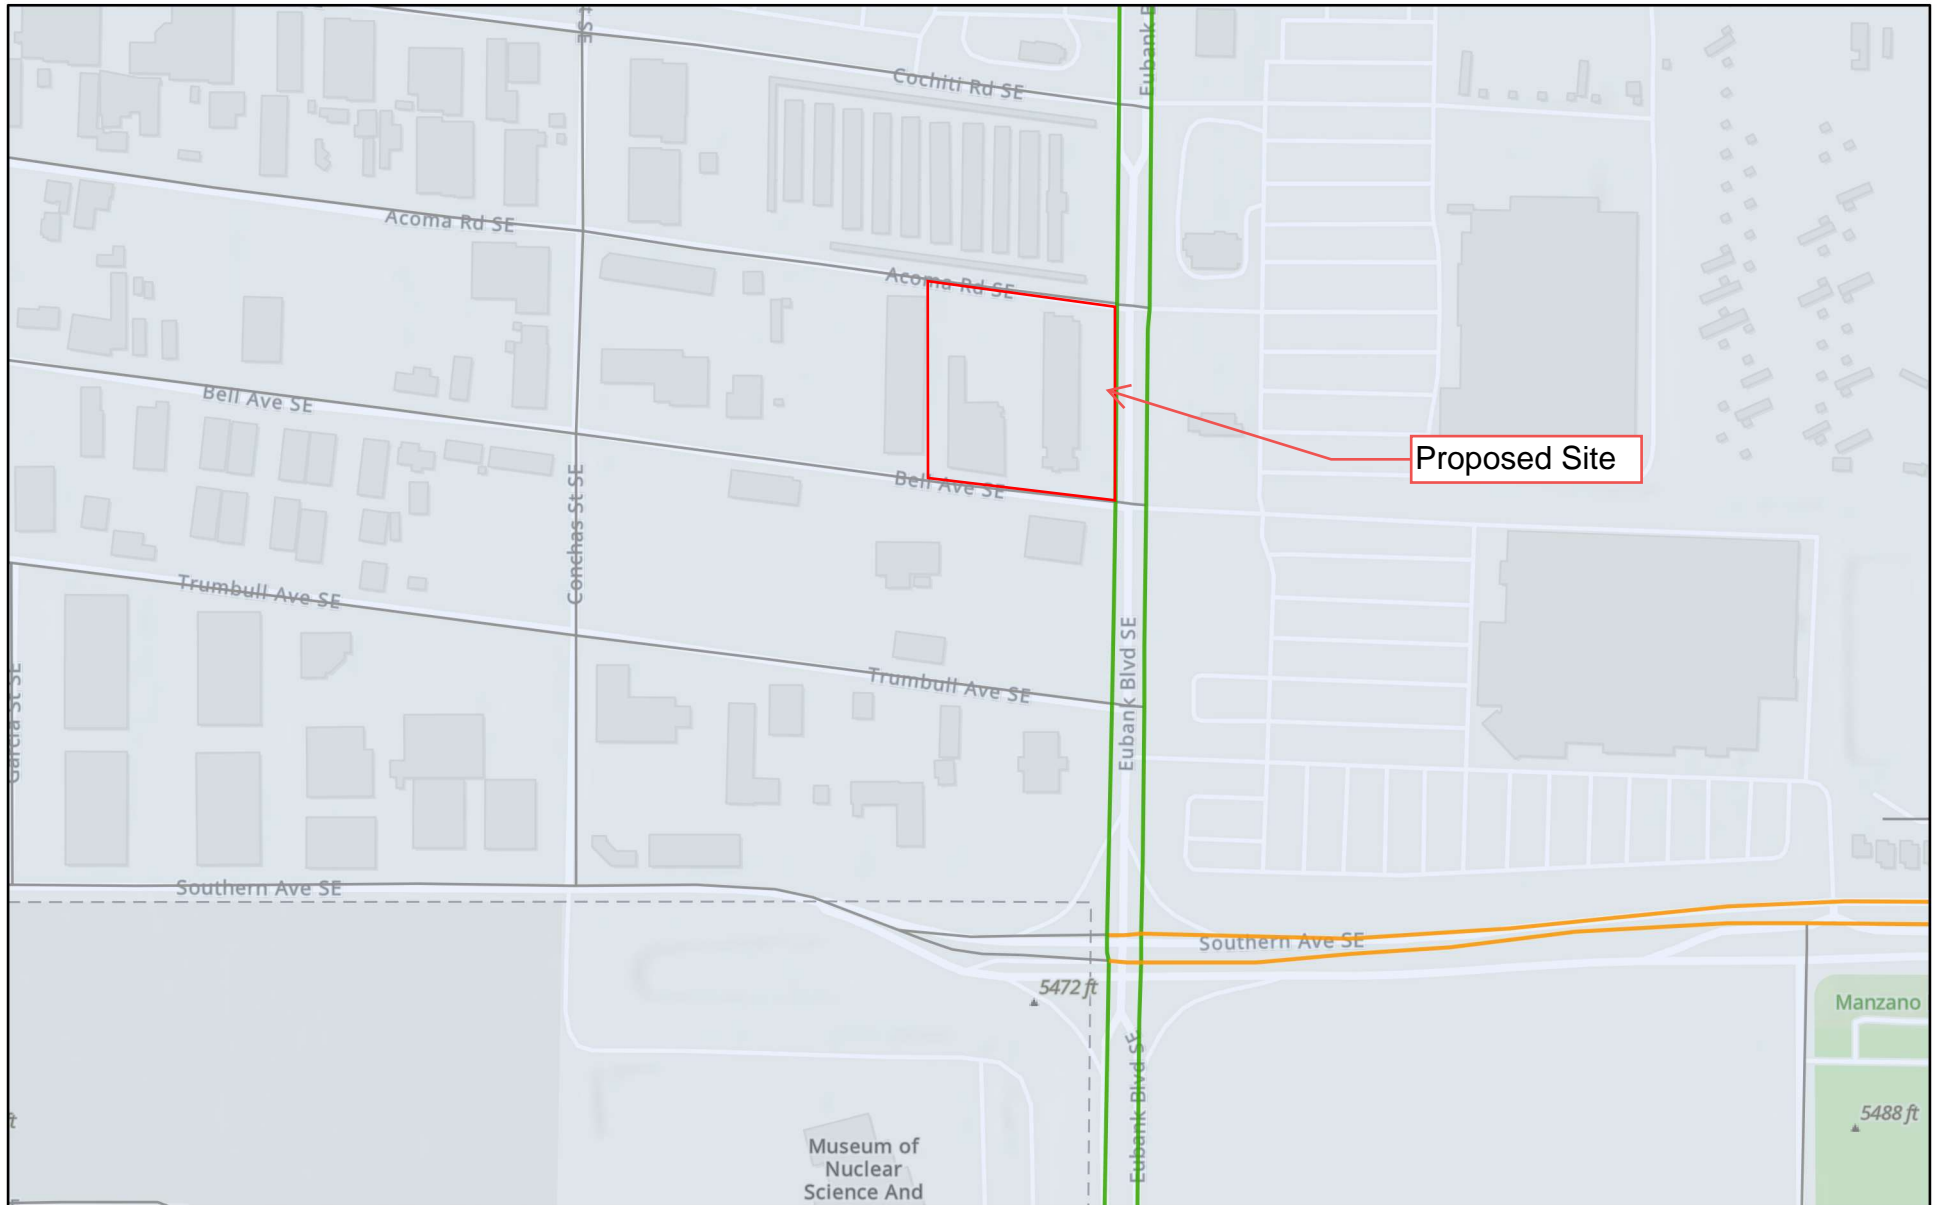 Cochiti Rd SE
Acoma Rd SE
Acoma Rd SE
Bell Ave SE
Bell Ave SE
Proposed Site
Conchas St SE
Trumbull Ave SE
Trumbull Ave SE
Eubank Blvd SE
Garcia St SE
Southern Ave SE
Southern Ave SE
5472 ft
Manzano
Eubank Blvd SE
5488 ft
Museum of
Nuclear
Science And